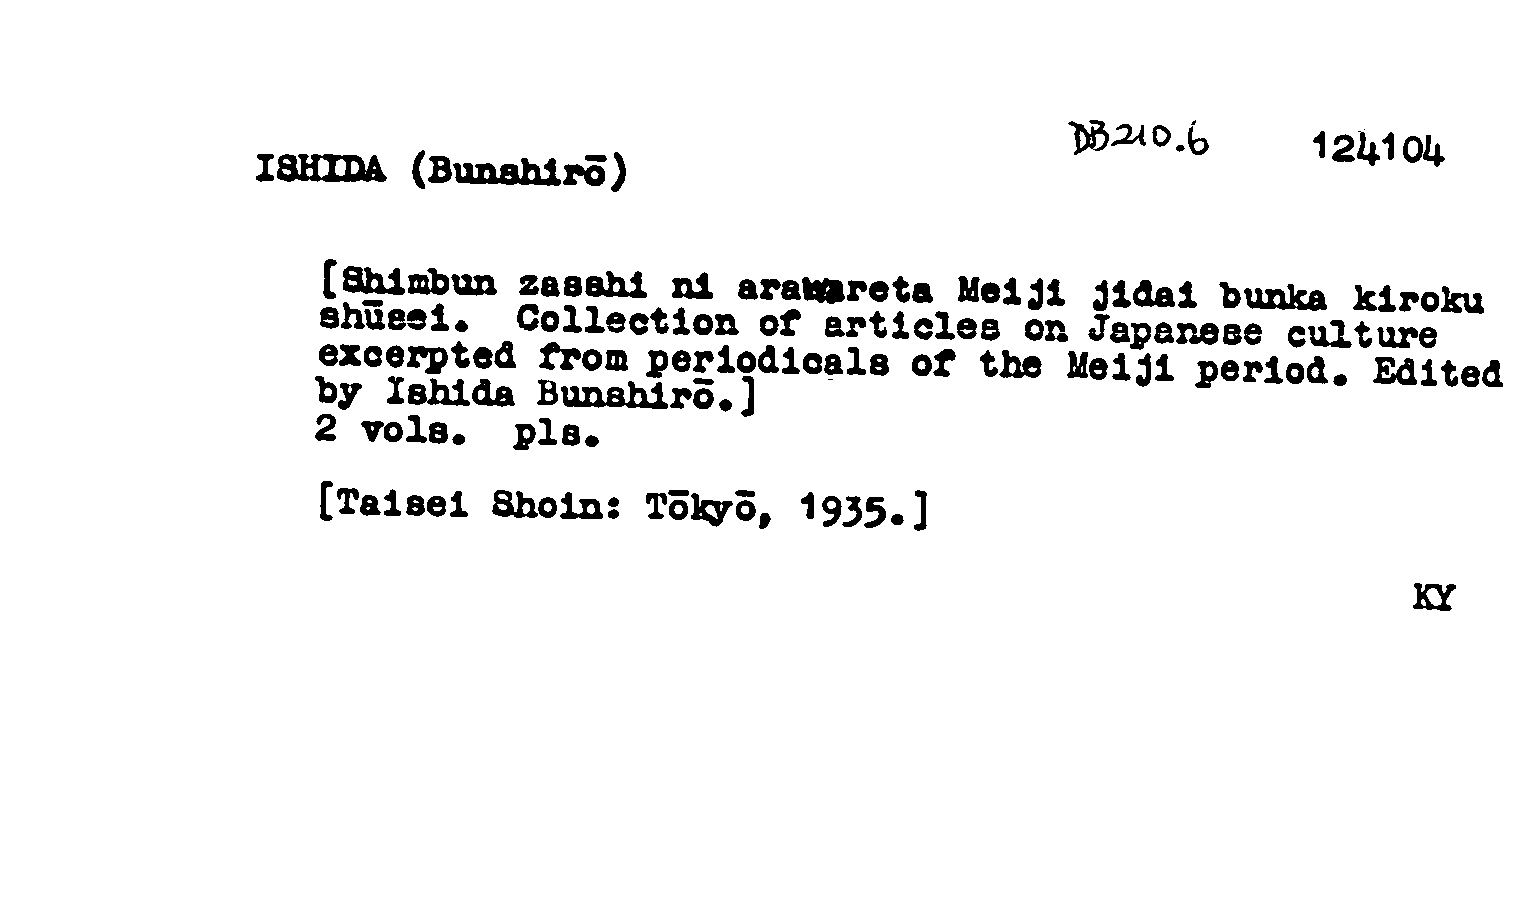 DB210.6 124104
ISHIDA (Bunshirō)
[Shimbun zasshi ni arawareta Meiji jidai bunka kiroku
shūsei. Collection of articles on Japanese culture
excerpted from periodicals of the Meiji period. Edited
by Ishida Bunshirō.]
2 vols. pls.
[Taisei Shoin: Tōkyō, 1935.]
KY